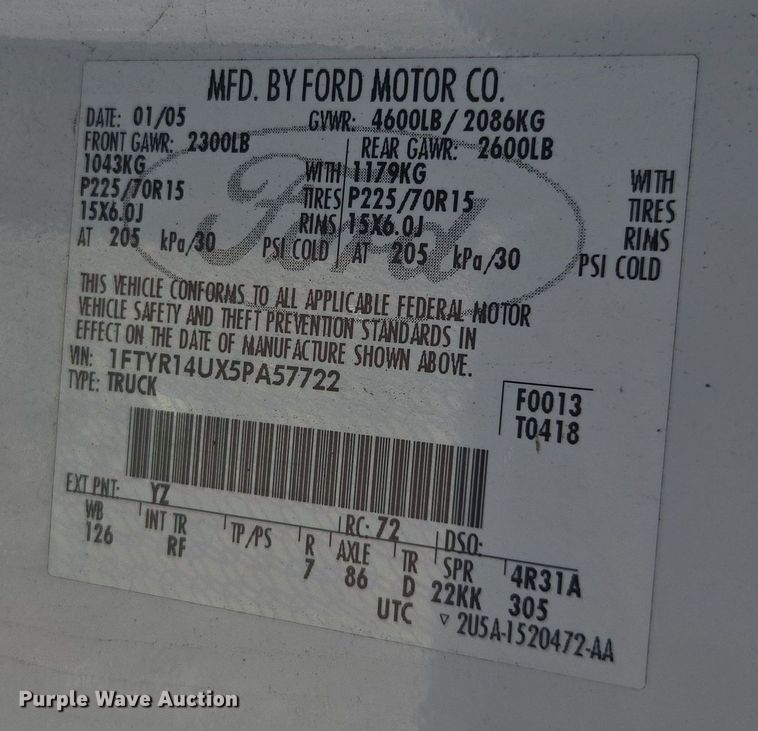 MFD. BY FORD MOTOR CO.
DATE: 01/05 GVWR: 4600LB/ 2086KG
FRONT GAWR: 2300LB REAR GAWR: 2600LB
1043KG WITH 1179KG WITH
P225/70R15 TIRES P225/70R15 TIRES
15X6.0J RIMS 15X6.0J RIMS
AT 205 kPa/30 PSI COLD AT 205 kPa/30 PSI COLD
Ford
THIS VEHICLE CONFORMS TO ALL APPLICABLE FEDERAL MOTOR
VEHICLE SAFETY AND THEFT PREVENTION STANDARDS IN
EFFECT ON THE DATE OF MANUFACTURE SHOWN ABOVE.
VIN: 1FTYR14UX5PA57722
TYPE: TRUCK
F0013
T0418
EXT PNT: YZ RC: 72 DSO:
WB INT TR TP/PS R AXLE TR SPR 4R31A
126 RF 7 86 D 22KK 305
UTC ▽ 2U5A-1520472-AA
Purple Wave Auction